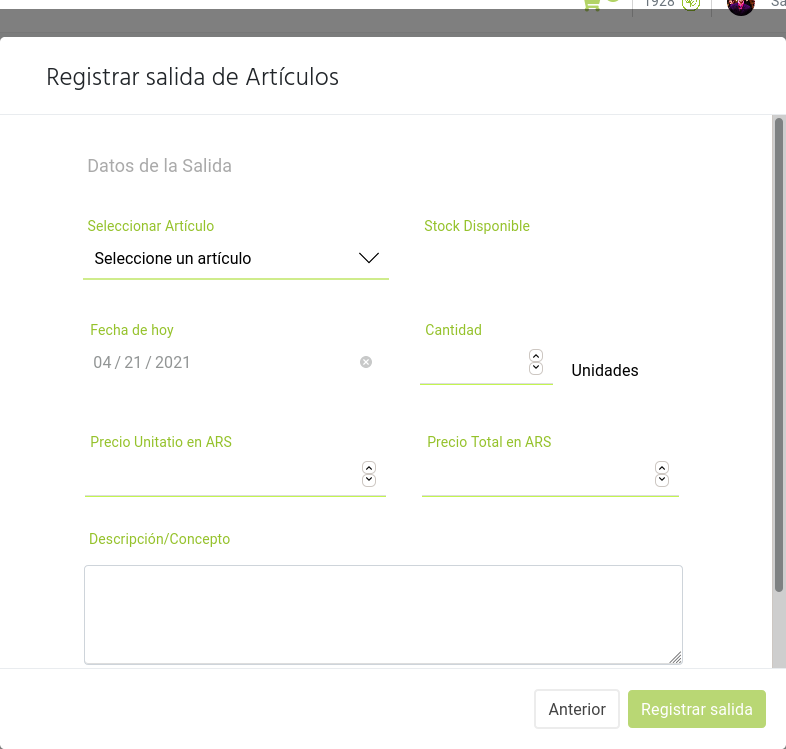 1928
Registrar salida de Artículos
Datos de la Salida
Seleccionar Artículo
Stock Disponible
Seleccione un artículo
Fecha de hoy
Cantidad
04 / 21 / 2021
Unidades
Precio Unitatio en ARS
Precio Total en ARS
Descripción/Concepto
Anterior
Registrar salida